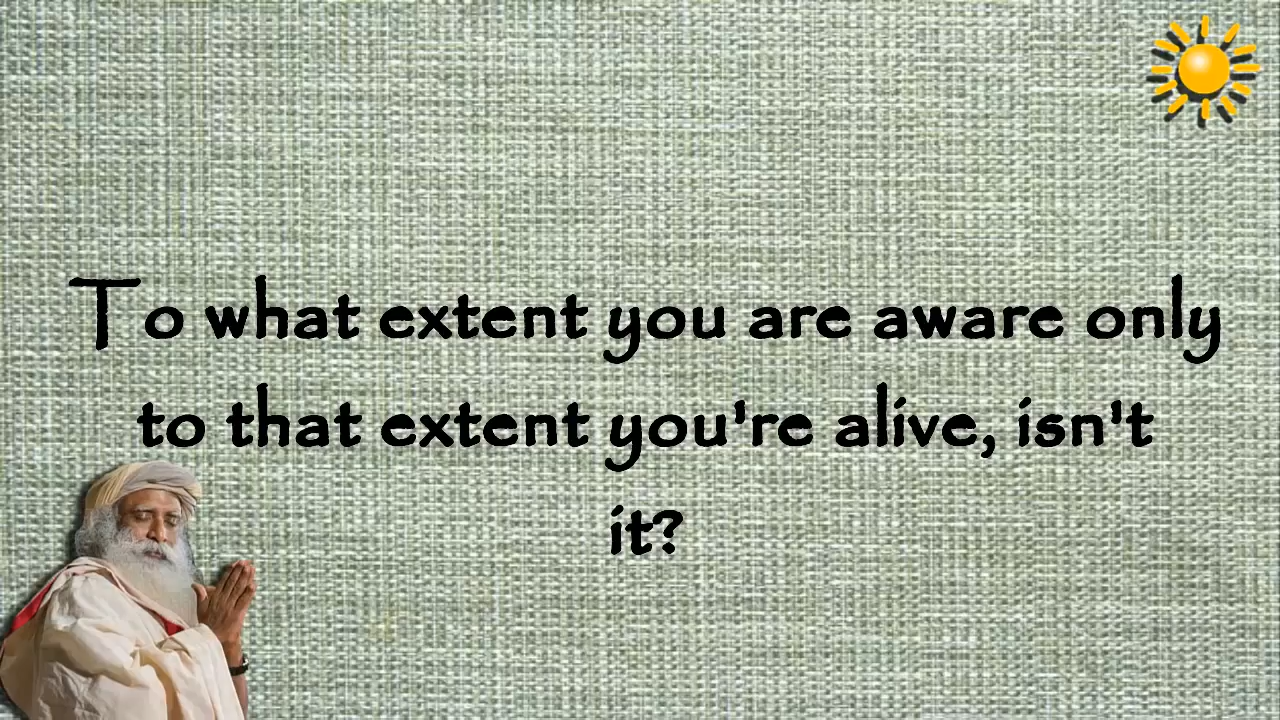 To what extent you are aware only
to that extent you're alive, isn't
it?